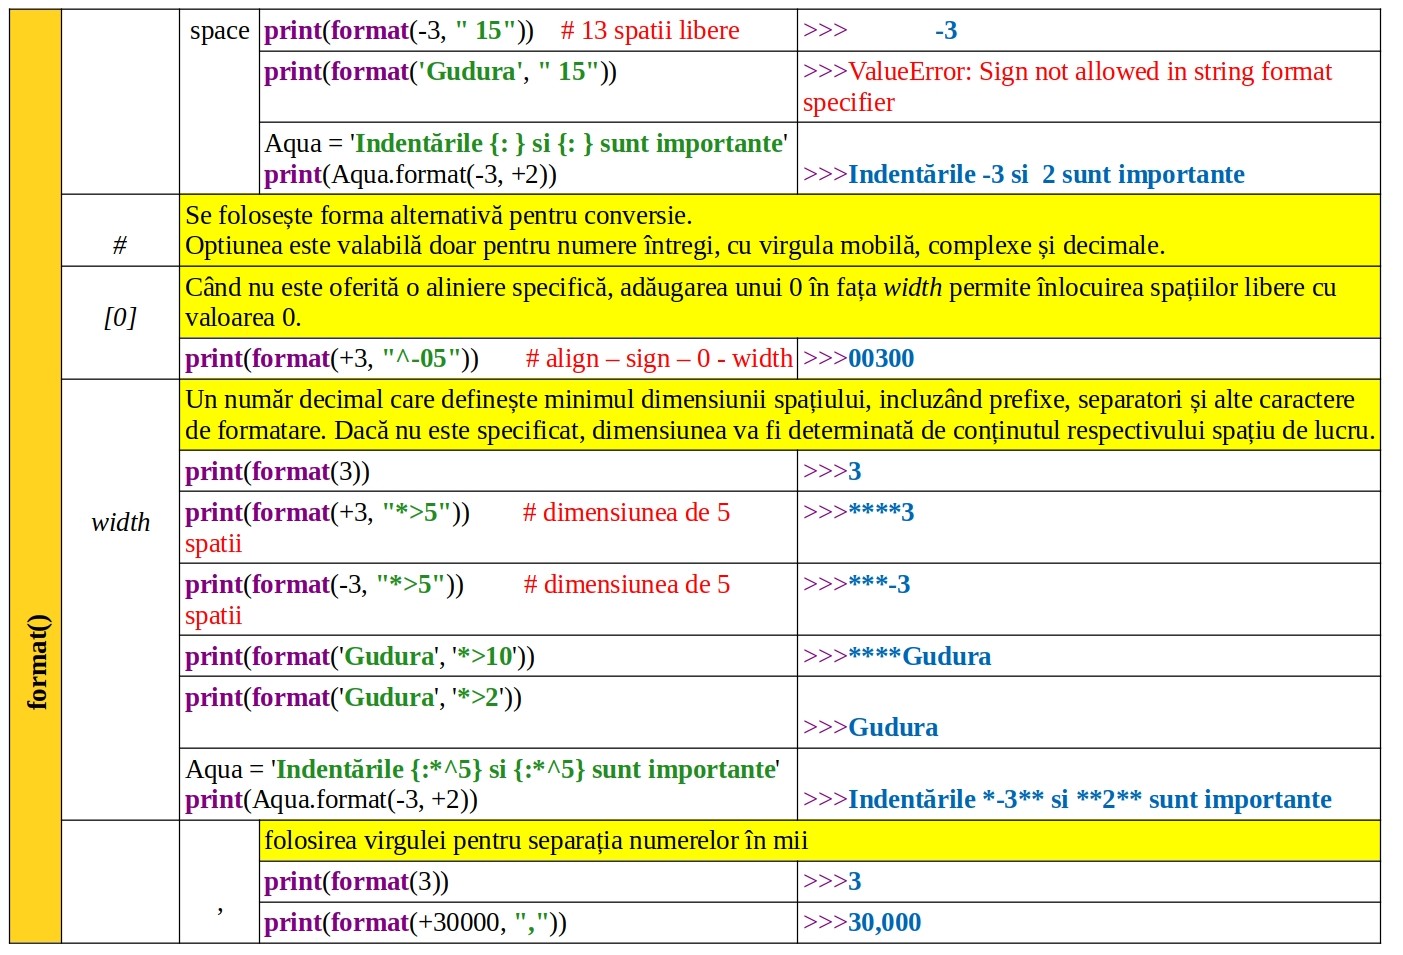 space
print(format(-3, " 15")) # 13 spatii libere
>>> -3
print(format('Gudura', " 15"))
>>>ValueError: Sign not allowed in string format
specifier
Aqua = 'Indentările {: } si {: } sunt importante'
print(Aqua.format(-3, +2))
>>>Indentările -3 si  2 sunt importante
#
Se folosește forma alternativă pentru conversie.
Optiunea este valabilă doar pentru numere întregi, cu virgula mobilă, complexe și decimale.
[0]
Când nu este oferită o aliniere specifică, adăugarea unui 0 în fața width permite înlocuirea spațiilor libere cu
valoarea 0.
print(format(+3, "^-05")) # align – sign – 0 - width
>>>00300
width
Un număr decimal care definește minimul dimensiunii spațiului, incluzând prefixe, separatori și alte caractere
de formatare. Dacă nu este specificat, dimensiunea va fi determinată de conținutul respectivului spațiu de lucru.
print(format(3))
>>>3
print(format(+3, "*>5")) # dimensiunea de 5
spatii
>>>****3
print(format(-3, "*>5")) # dimensiunea de 5
spatii
>>>***-3
print(format('Gudura', '*>10'))
>>>****Gudura
print(format('Gudura', '*>2'))
>>>Gudura
Aqua = 'Indentările {:*^5} si {:*^5} sunt importante'
print(Aqua.format(-3, +2))
>>>Indentările *-3** si **2** sunt importante
format()
,
folosirea virgulei pentru separația numerelor în mii
print(format(3))
>>>3
print(format(+30000, ","))
>>>30,000